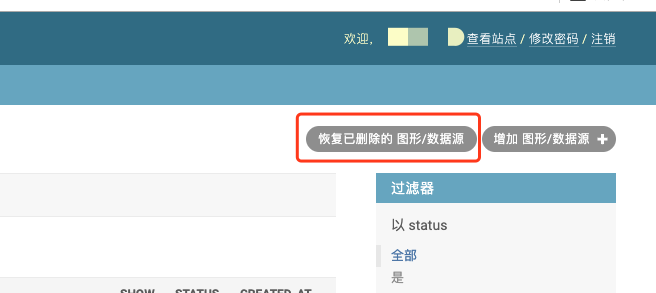 欢迎,
查看站点 / 修改密码 / 注销
恢复已删除的 图形/数据源
增加 图形/数据源 +
过滤器
以 status
全部
是
SHOW STATUS CREATED_AT